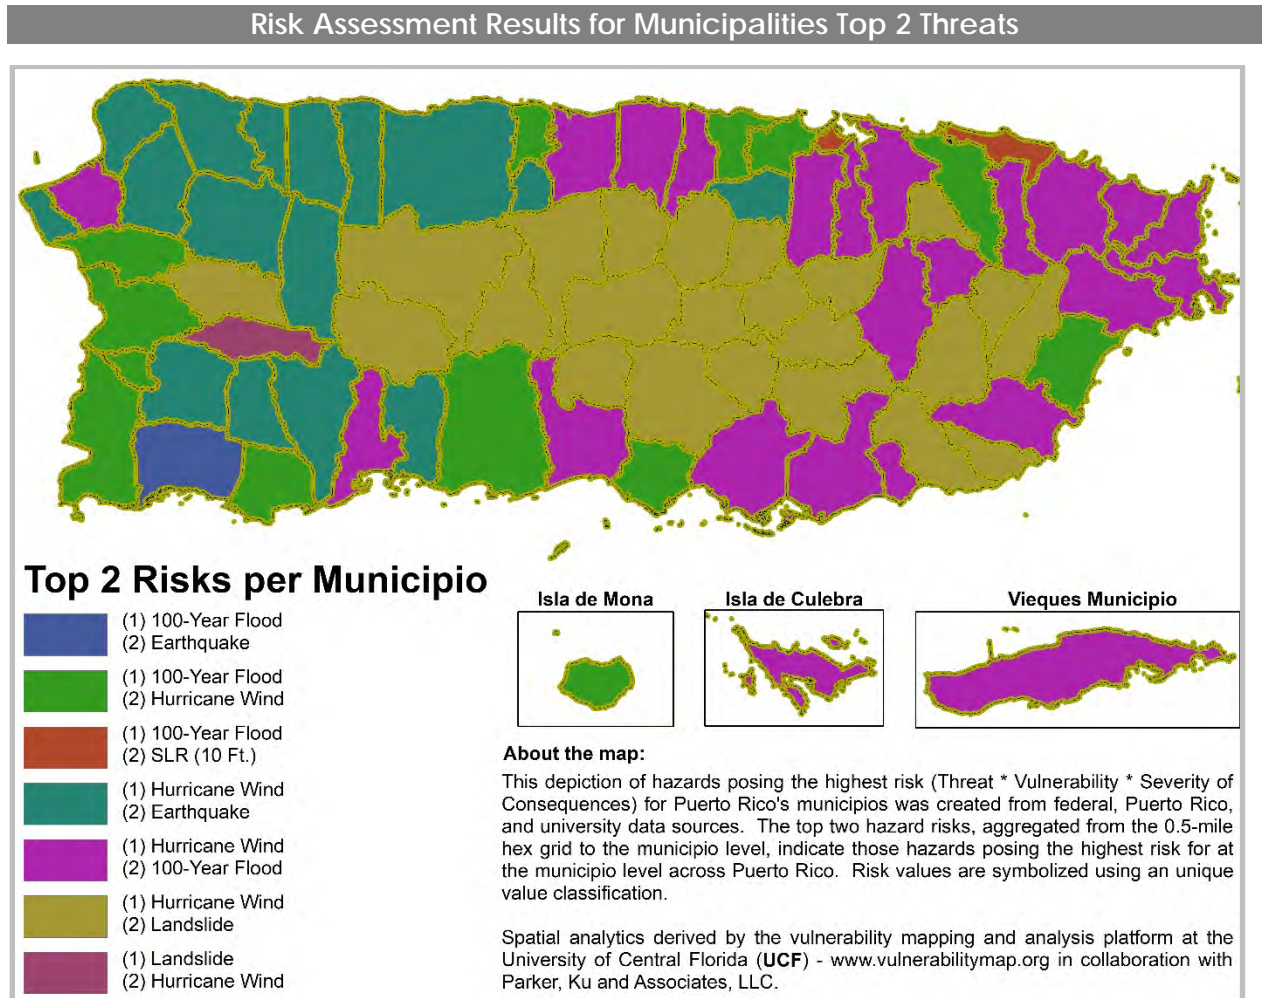 Risk Assessment Results for Municipalities Top 2 Threats
Top 2 Risks per Municipio
(1) 100-Year Flood
(2) Earthquake
(1) 100-Year Flood
(2) Hurricane Wind
(1) 100-Year Flood
(2) SLR (10 Ft.)
(1) Hurricane Wind
(2) Earthquake
(1) Hurricane Wind
(2) 100-Year Flood
(1) Hurricane Wind
(2) Landslide
(1) Landslide
(2) Hurricane Wind
Isla de Mona
Isla de Culebra
Vieques Municipio
About the map:
This depiction of hazards posing the highest risk (Threat * Vulnerability * Severity of
Consequences) for Puerto Rico's municipios was created from federal, Puerto Rico,
and university data sources. The top two hazard risks, aggregated from the 0.5-mile
hex grid to the municipio level, indicate those hazards posing the highest risk for at
the municipio level across Puerto Rico. Risk values are symbolized using an unique
value classification.
Spatial analytics derived by the vulnerability mapping and analysis platform at the
University of Central Florida (UCF) - www.vulnerabilitymap.org in collaboration with
Parker, Ku and Associates, LLC.